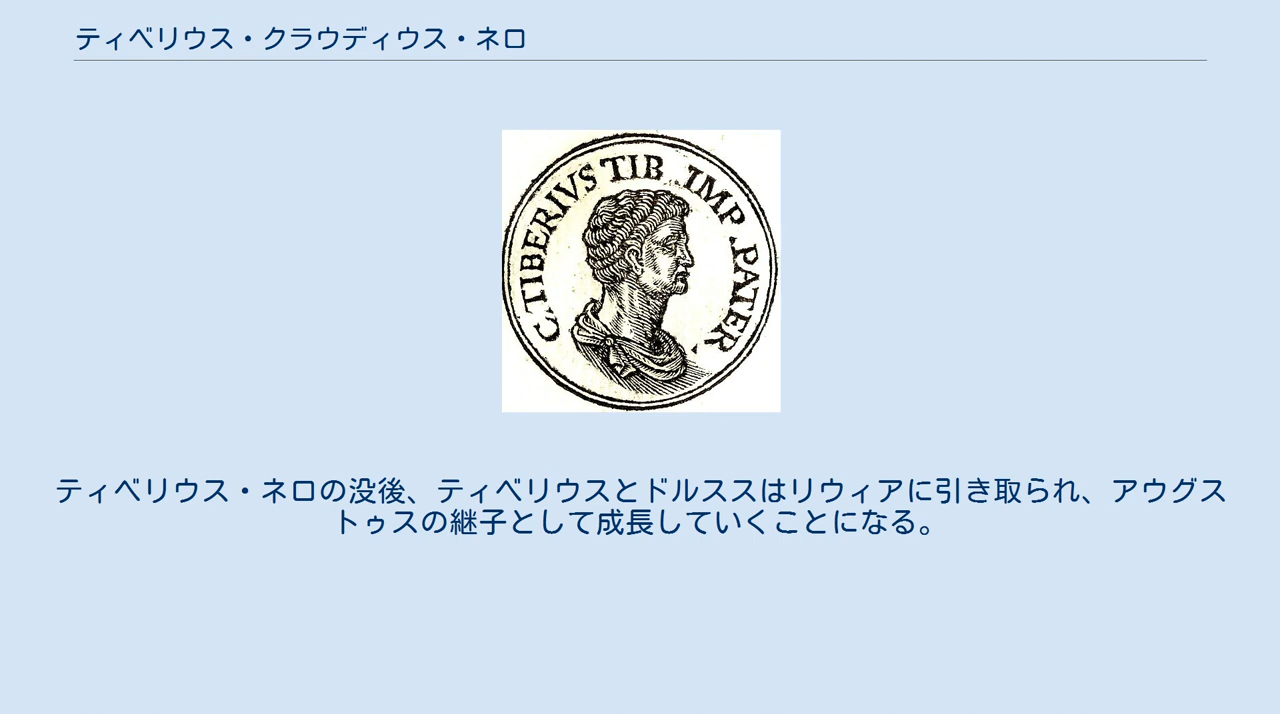 ティベリウス・クラウディウス・ネロ
C. TIBERIVS TIB. IMP. PATER.
ティベリウス・ネロの没後、ティベリウスとドルススはリウィアに引き取られ、アウグス
トゥスの継子として成長していくことになる。